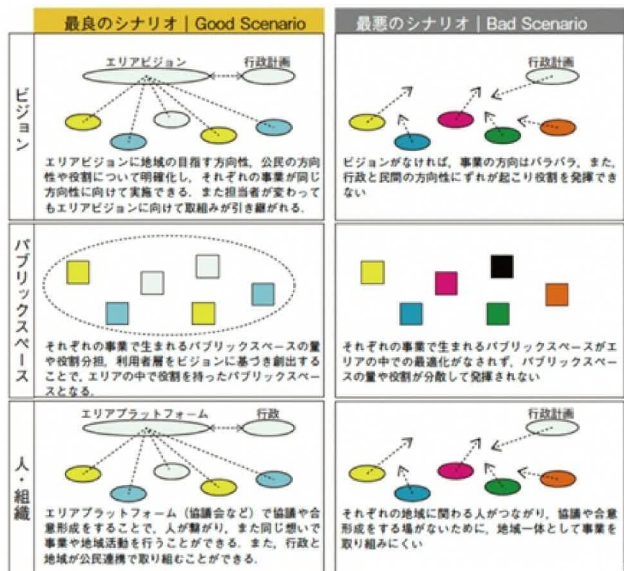 最良のシナリオ | Good Scenario
最悪のシナリオ | Bad Scenario
ビジョン
エリアビジョン
行政計画
エリアビジョンに地域の目指す方向性，公民の方向
性や役割について明確化し，それぞれの事業が同じ
方向性に向けて実施できる．また担当者が変わって
もエリアビジョンに向けて取組みが引き継がれる．
行政計画
ビジョンがなければ，事業の方向はバラバラ，また，
行政と民間の方向性にずれが起こり役割を発揮でき
ない
パブリックスペース
それぞれの事業で生まれるパブリックスペースの量
や役割分担，利用者層をビジョンに基づき創出するこ
とで，エリアの中で役割を持ったパブリックスペー
スとなる．
それぞれの事業で生まれるパブリックスペースがエ
リアの中での最適化がなされず，パブリックスペー
スの量や役割が分散して発揮されない
人・組織
エリアプラットフォーム
行政
エリアプラットフォーム（協議会など）で協議や合
意形成をすることで，人が繋がり，また同じ想いで
事業や地域活動を行うことができる．また，行政と
地域が公民連携で取り組むことができる．
行政計画
それぞれの地域に関わる人がつながり，協議や合意
形成をする場がないために，地域一体として事業を
取り組みにくい